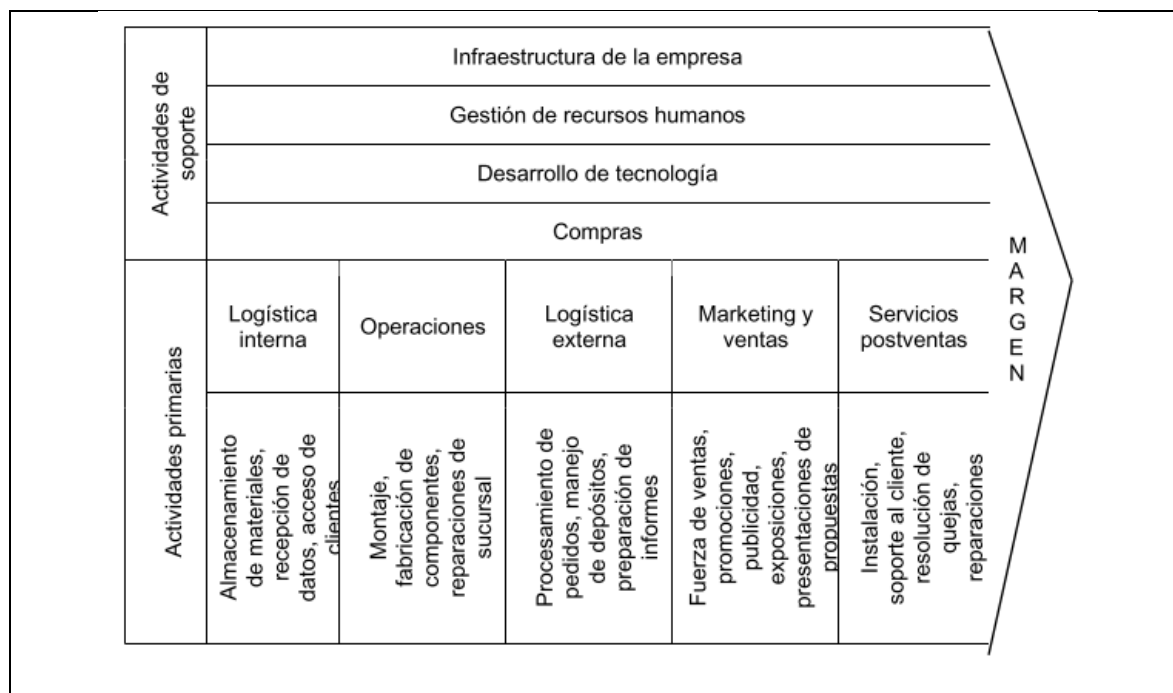 Actividades de
soporte
Infraestructura de la empresa
Gestión de recursos humanos
Desarrollo de tecnología
Compras
Actividades primarias
Logística
interna
Operaciones
Logística
externa
Marketing y
ventas
Servicios
postventas
Almacenamiento
de materiales,
recepción de
datos, acceso de
clientes
Montaje,
fabricación de
componentes,
reparaciones de
sucursal
Procesamiento de
pedidos, manejo
de depósitos,
preparación de
informes
Fuerza de ventas,
promociones,
publicidad,
exposiciones,
presentaciones de
propuestas
Instalación,
soporte al cliente,
resolución de
quejas,
reparaciones
MARGEN